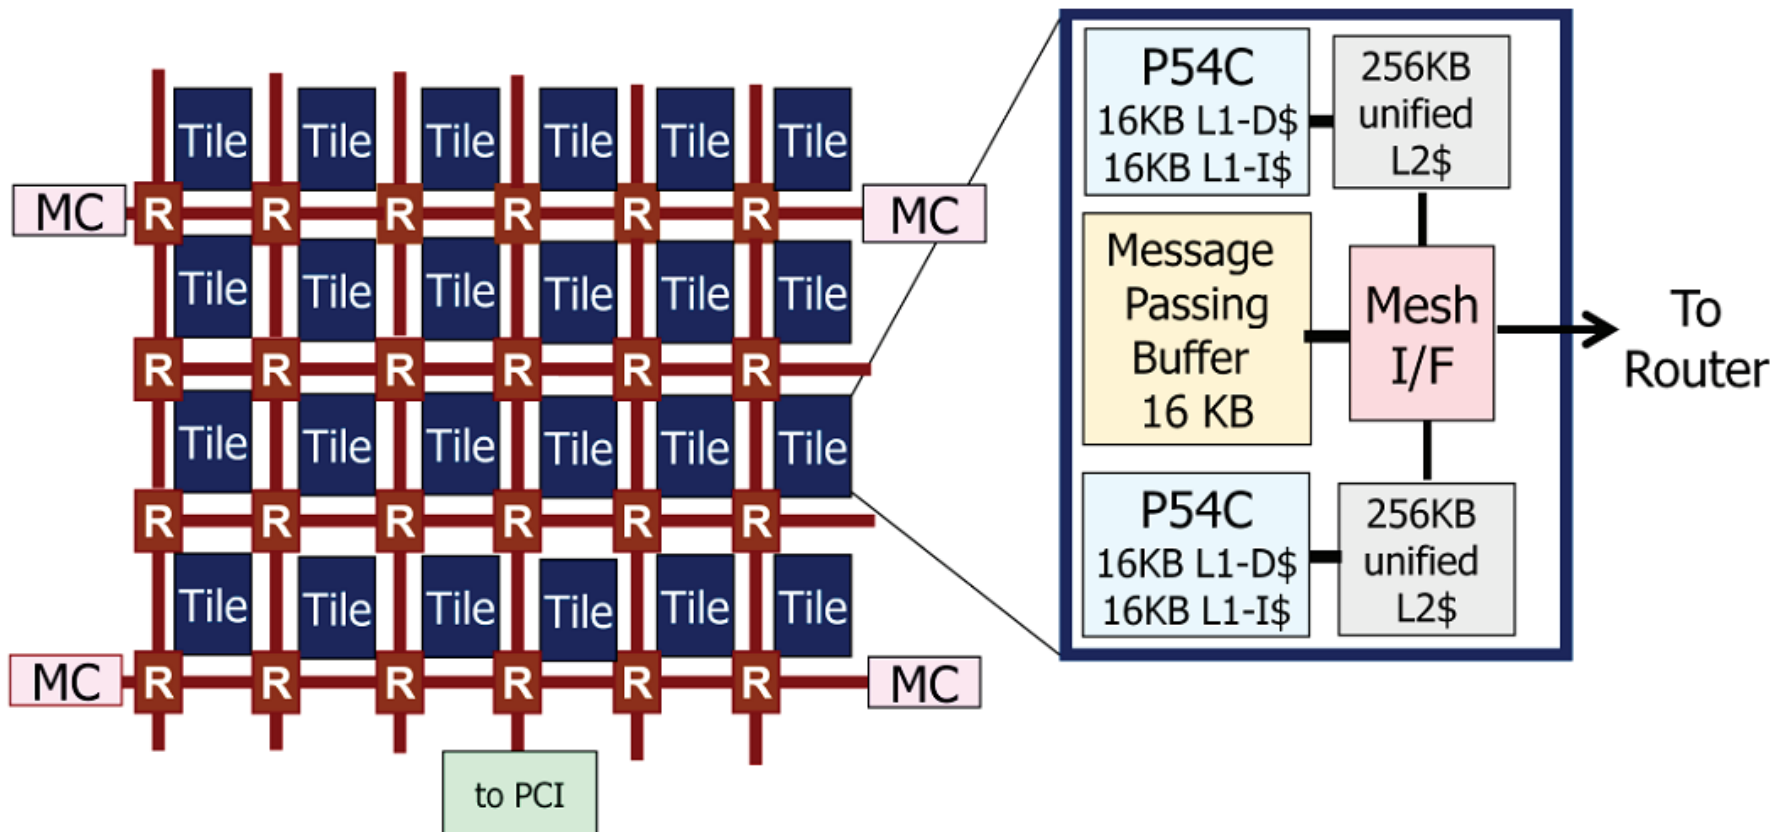 Tile Tile Tile Tile Tile Tile
MC R R R R R R MC
Tile Tile Tile Tile Tile Tile
R R R R R R
Tile Tile Tile Tile Tile Tile
R R R R R R
Tile Tile Tile Tile Tile Tile
MC R R R R R R MC
to PCI
P54C
16KB L1-D$
16KB L1-I$
256KB
unified
L2$
Message
Passing
Buffer
16 KB
Mesh
I/F
To
Router
P54C
16KB L1-D$
16KB L1-I$
256KB
unified
L2$